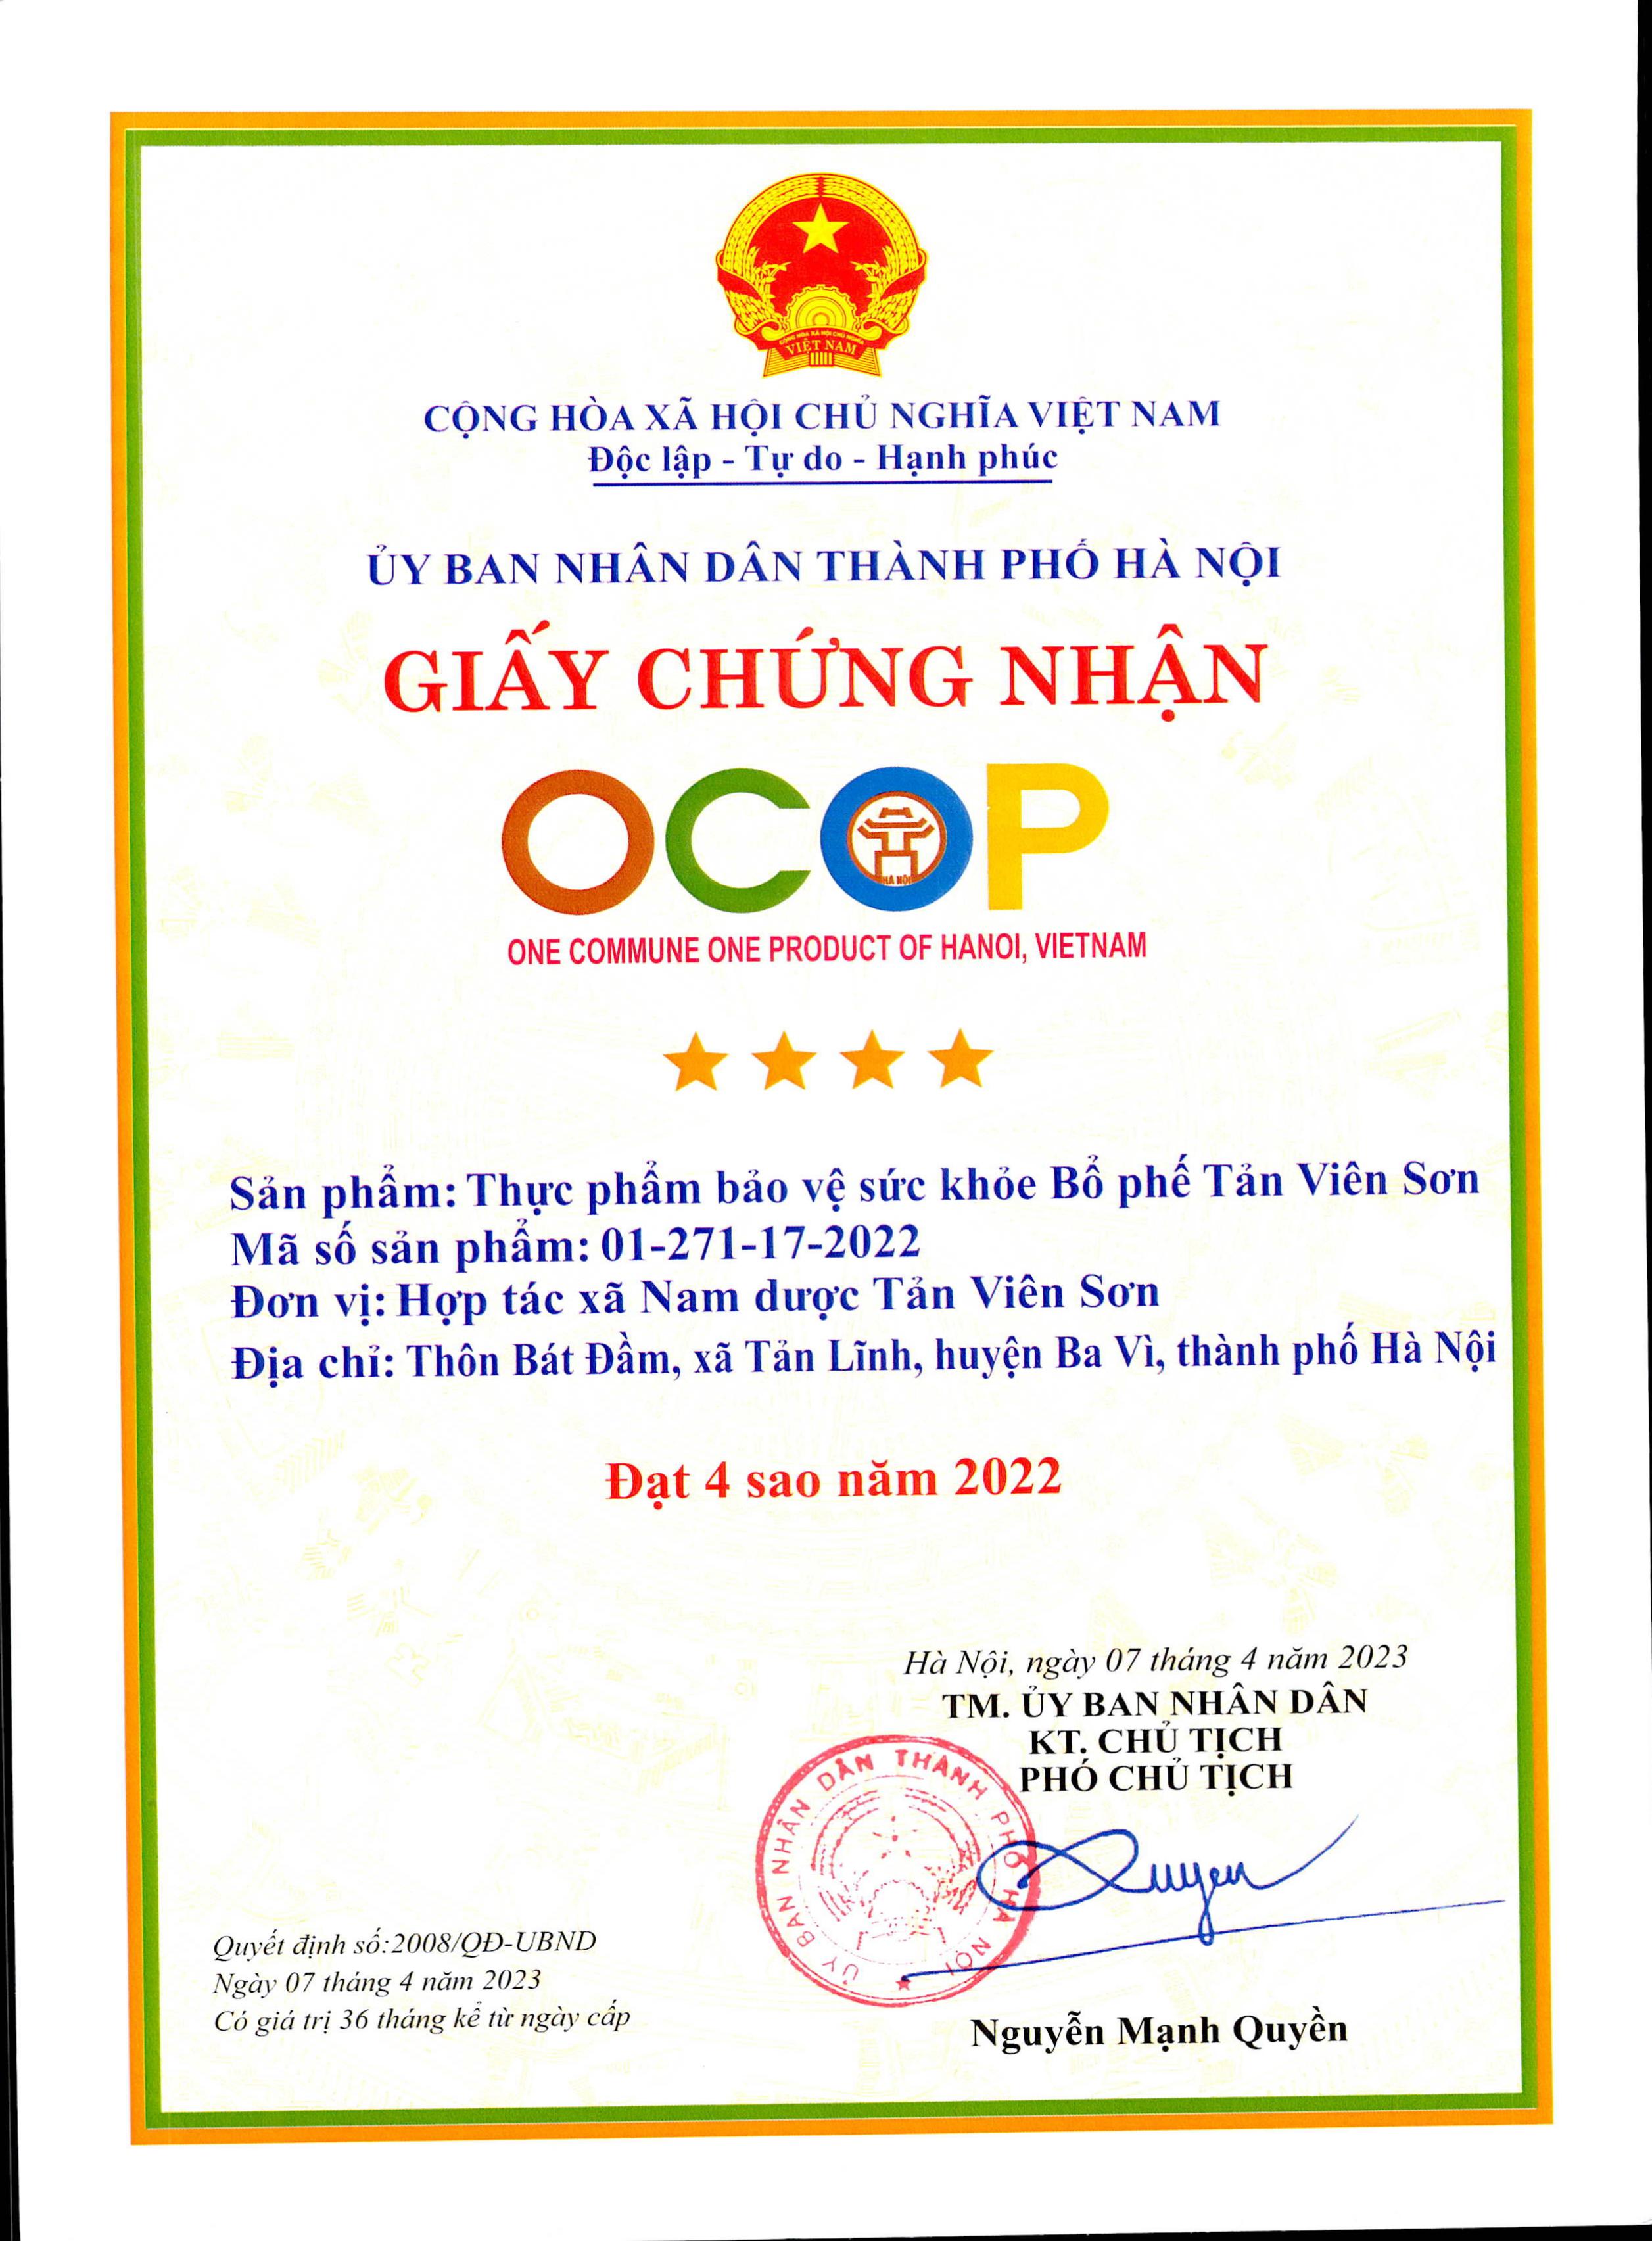 CỘNG HÒA XÃ HỘI CHỦ NGHĨA
VIỆT NAM
CỘNG HÒA XÃ HỘI CHỦ NGHĨA VIỆT NAM
Độc lập - Tự do - Hạnh phúc
ỦY BAN NHÂN DÂN THÀNH PHỐ HÀ NỘI
GIẤY CHỨNG NHẬN
OCOP
HÀ NỘI
ONE COMMUNE ONE PRODUCT OF HANOI, VIETNAM
Sản phẩm: Thực phẩm bảo vệ sức khỏe Bổ phế Tản Viên Sơn
Mã số sản phẩm: 01-271-17-2022
Đơn vị: Hợp tác xã Nam dược Tản Viên Sơn
Địa chỉ: Thôn Bát Đầm, xã Tản Lĩnh, huyện Ba Vì, thành phố Hà Nội
Đạt 4 sao năm 2022
Hà Nội, ngày 07 tháng 4 năm 2023
TM. ỦY BAN NHÂN DÂN
KT. CHỦ TỊCH
PHÓ CHỦ TỊCH
ỦY BAN NHÂN DÂN THÀNH PHỐ HÀ NỘI
Quyen
Nguyễn Mạnh Quyền
Quyết định số:2008/QĐ-UBND
Ngày 07 tháng 4 năm 2023
Có giá trị 36 tháng kể từ ngày cấp